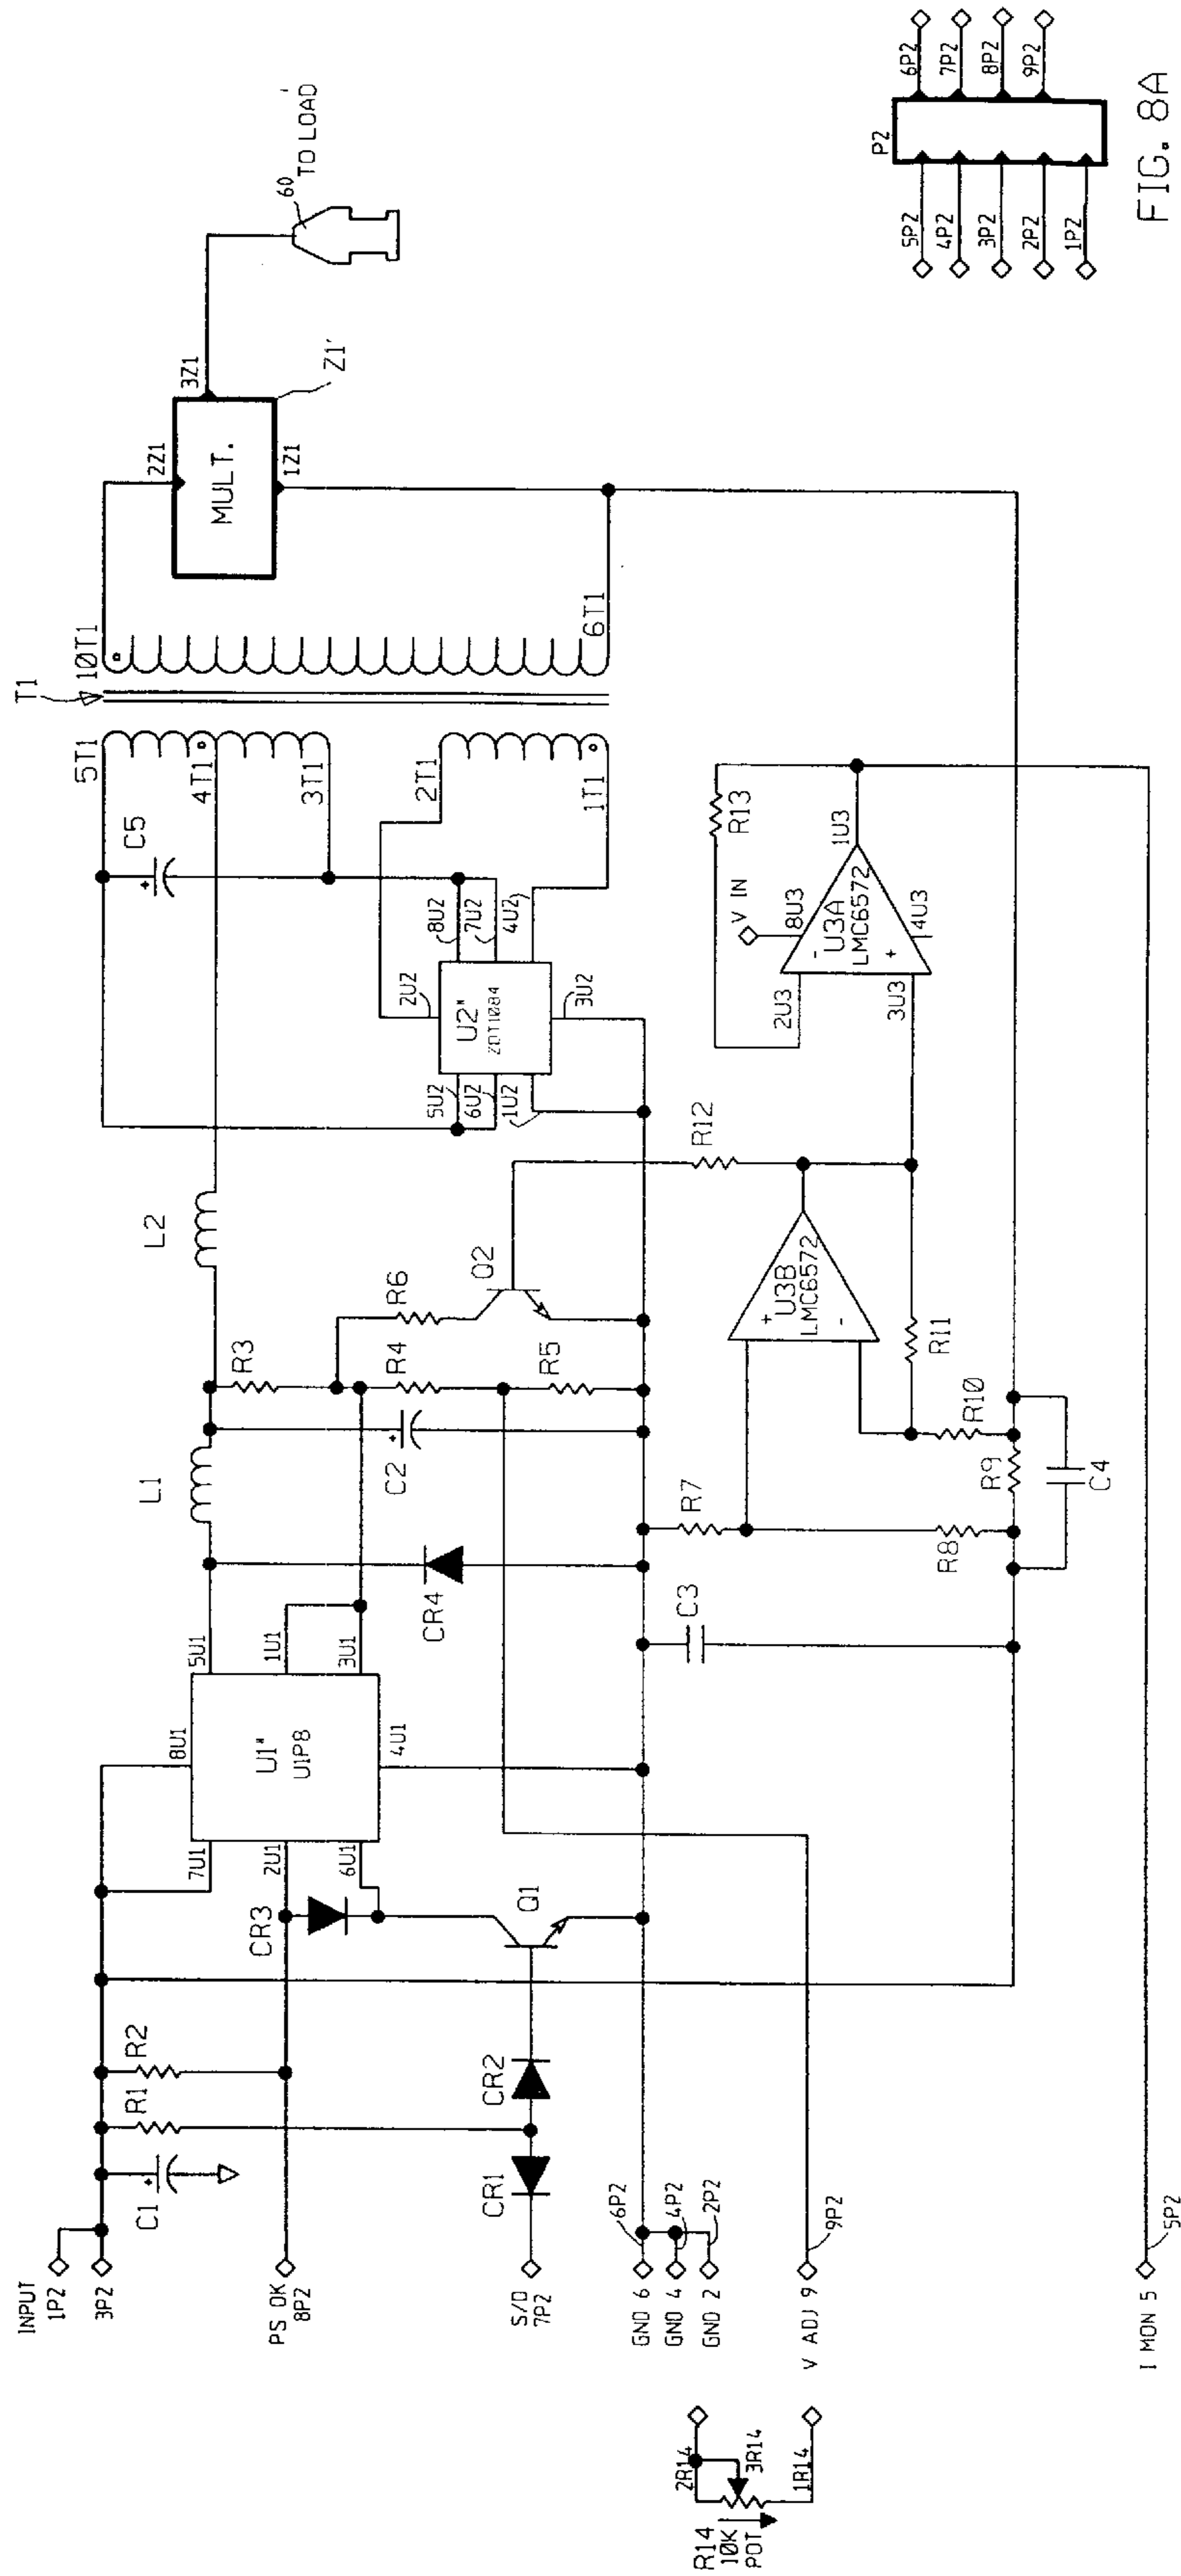 INPUT
1P2
3P2
PS OK
8P2
S/D
7P2
GND 6
GND 4
GND 2
6P2
4P2
2P2
V ADJ 9
9P2
I MON 5
5P2
R14
10K
POT
2R14
3R14
1R14
C1
R1
R2
CR1
CR2
CR3
Q1
7U1
2U1
6U1
8U1
U1"
U1P8
4U1
5U1
1U1
3U1
L1
CR4
C2
C3
R3
R4
R5
R6
Q2
L2
R7
R8
R9
C4
R10
R11
R12
+
U3B
LMC6572
-
5U2
6U2
1U2
2U2
U2"
ZDT1084
3U2
8U2
7U2
4U2
2U3
3U3
V IN
8U3
-
U3A
LMC6572
+
4U3
1U3
R13
C5
5T1
4T1
3T1
2T1
1T1
T1
10T1
6T1
2Z1
MULT.
1Z1
3Z1
Z1'
60
TO LOAD
P2
5P2
4P2
3P2
2P2
1P2
6P2
7P2
8P2
9P2
FIG. 8A